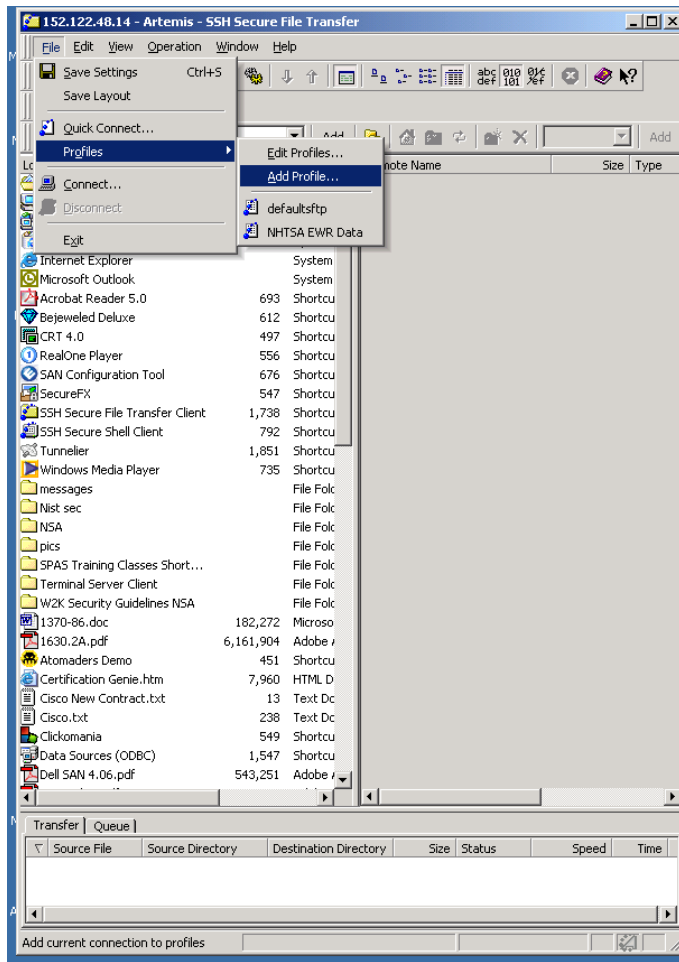 152.122.48.14 - Artemis - SSH Secure File Transfer
File Edit View Operation Window Help
Save Settings Ctrl+S
Save Layout
Quick Connect...
Profiles
Connect...
Disconnect
Exit
Edit Profiles...
Add Profile...
defaultsftp
NHTSA EWR Data
abc def 010 101
Add
Add
Lo
ote Name Size Type
Internet Explorer System
Microsoft Outlook System
Acrobat Reader 5.0 693 Shortcu
Bejeweled Deluxe 612 Shortcu
CRT 4.0 497 Shortcu
RealOne Player 556 Shortcu
SAN Configuration Tool 676 Shortcu
SecureFX 547 Shortcu
SSH Secure File Transfer Client 1,738 Shortcu
SSH Secure Shell Client 792 Shortcu
Tunnelier 1,851 Shortcu
Windows Media Player 735 Shortcu
messages File Fold
Nist sec File Fold
NSA File Fold
pics File Fold
SPAS Training Classes Short... File Fold
Terminal Server Client File Fold
W2K Security Guidelines NSA File Fold
1370-86.doc 182,272 Microso
1630.2A.pdf 6,161,904 Adobe
Atomaders Demo 451 Shortcu
Certification Genie.htm 7,960 HTML D
Cisco New Contract.txt 13 Text Do
Cisco.txt 238 Text Do
Clickomania 549 Shortcu
Data Sources (ODBC) 1,547 Shortcu
Dell SAN 4.06.pdf 543,251 Adobe
Transfer Queue
Source File Source Directory Destination Directory Size Status Speed Time
Add current connection to profiles